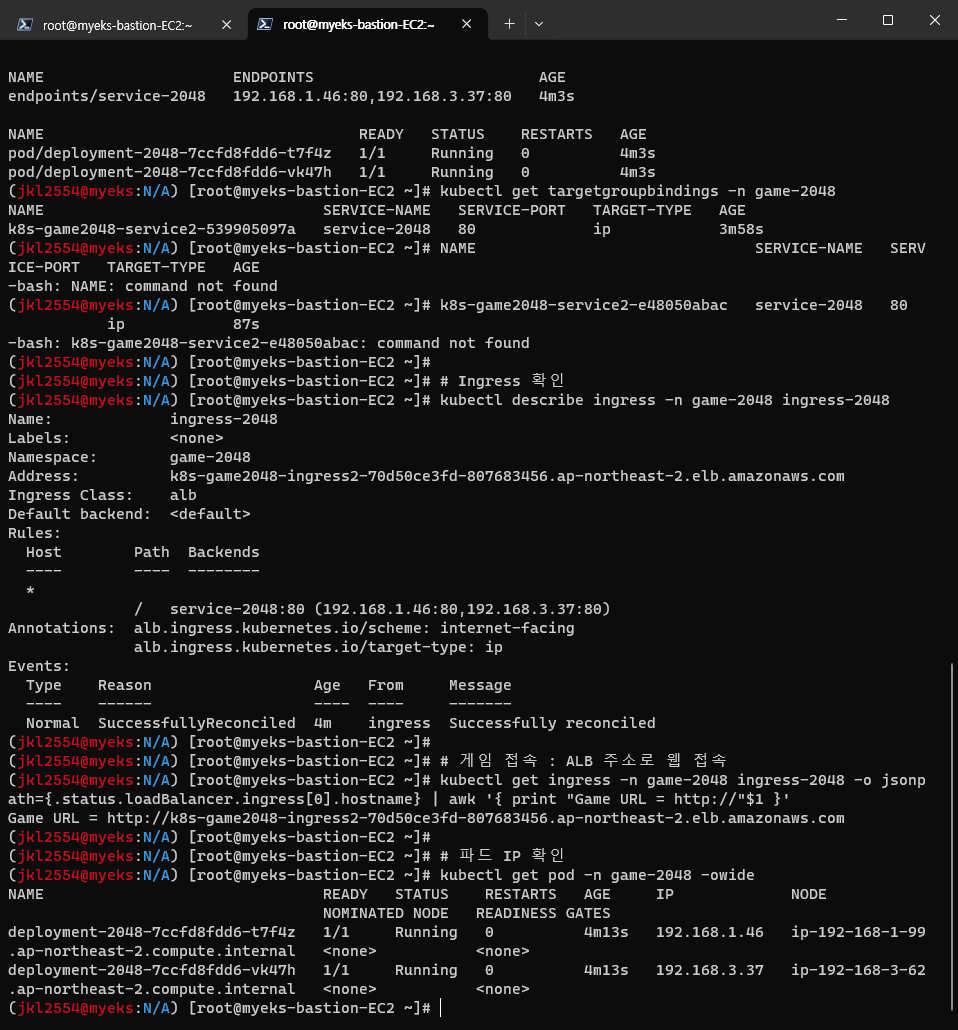 root@myeks-bastion-EC2:~ root@myeks-bastion-EC2:~
NAME                     ENDPOINTS                         AGE
endpoints/service-2048   192.168.1.46:80,192.168.3.37:80   4m3s
NAME                                   READY   STATUS    RESTARTS   AGE
pod/deployment-2048-7ccfd8fdd6-t7f4z   1/1     Running   0          4m3s
pod/deployment-2048-7ccfd8fdd6-vk47h   1/1     Running   0          4m3s
(jkl2554@myeks:N/A) [root@myeks-bastion-EC2 ~]# kubectl get targetgroupbindings -n game-2048
NAME                               SERVICE-NAME   SERVICE-PORT   TARGET-TYPE   AGE
k8s-game2048-service2-539905097a   service-2048   80             ip            3m58s
(jkl2554@myeks:N/A) [root@myeks-bastion-EC2 ~]# NAME                               SERVICE-NAME   SERV
ICE-PORT   TARGET-TYPE   AGE
-bash: NAME: command not found
(jkl2554@myeks:N/A) [root@myeks-bastion-EC2 ~]# k8s-game2048-service2-e48050abac   service-2048   80
           ip            87s
-bash: k8s-game2048-service2-e48050abac: command not found
(jkl2554@myeks:N/A) [root@myeks-bastion-EC2 ~]#
(jkl2554@myeks:N/A) [root@myeks-bastion-EC2 ~]# # Ingress 확인
(jkl2554@myeks:N/A) [root@myeks-bastion-EC2 ~]# kubectl describe ingress -n game-2048 ingress-2048
Name:             ingress-2048
Labels:           <none>
Namespace:        game-2048
Address:          k8s-game2048-ingress2-70d50ce3fd-807683456.ap-northeast-2.elb.amazonaws.com
Ingress Class:    alb
Default backend:  <default>
Rules:
  Host        Path  Backends
  ----        ----  --------
  *
              /   service-2048:80 (192.168.1.46:80,192.168.3.37:80)
Annotations:  alb.ingress.kubernetes.io/scheme: internet-facing
              alb.ingress.kubernetes.io/target-type: ip
Events:
  Type    Reason                  Age   From     Message
  ----    ------                  ----  ----     -------
  Normal  SuccessfullyReconciled  4m    ingress  Successfully reconciled
(jkl2554@myeks:N/A) [root@myeks-bastion-EC2 ~]#
(jkl2554@myeks:N/A) [root@myeks-bastion-EC2 ~]# # 게임 접속 : ALB 주소로 웹 접속
(jkl2554@myeks:N/A) [root@myeks-bastion-EC2 ~]# kubectl get ingress -n game-2048 ingress-2048 -o jsonp
ath={.status.loadBalancer.ingress[0].hostname} | awk '{ print "Game URL = http://"$1 }'
Game URL = http://k8s-game2048-ingress2-70d50ce3fd-807683456.ap-northeast-2.elb.amazonaws.com
(jkl2554@myeks:N/A) [root@myeks-bastion-EC2 ~]#
(jkl2554@myeks:N/A) [root@myeks-bastion-EC2 ~]# # 파드 IP 확인
(jkl2554@myeks:N/A) [root@myeks-bastion-EC2 ~]# kubectl get pod -n game-2048 -owide
NAME                               READY   STATUS    RESTARTS   AGE     IP             NODE
                                   NOMINATED NODE   READINESS GATES
deployment-2048-7ccfd8fdd6-t7f4z   1/1     Running   0          4m13s   192.168.1.46   ip-192-168-1-99
.ap-northeast-2.compute.internal   <none>           <none>
deployment-2048-7ccfd8fdd6-vk47h   1/1     Running   0          4m13s   192.168.3.37   ip-192-168-3-62
.ap-northeast-2.compute.internal   <none>           <none>
(jkl2554@myeks:N/A) [root@myeks-bastion-EC2 ~]#